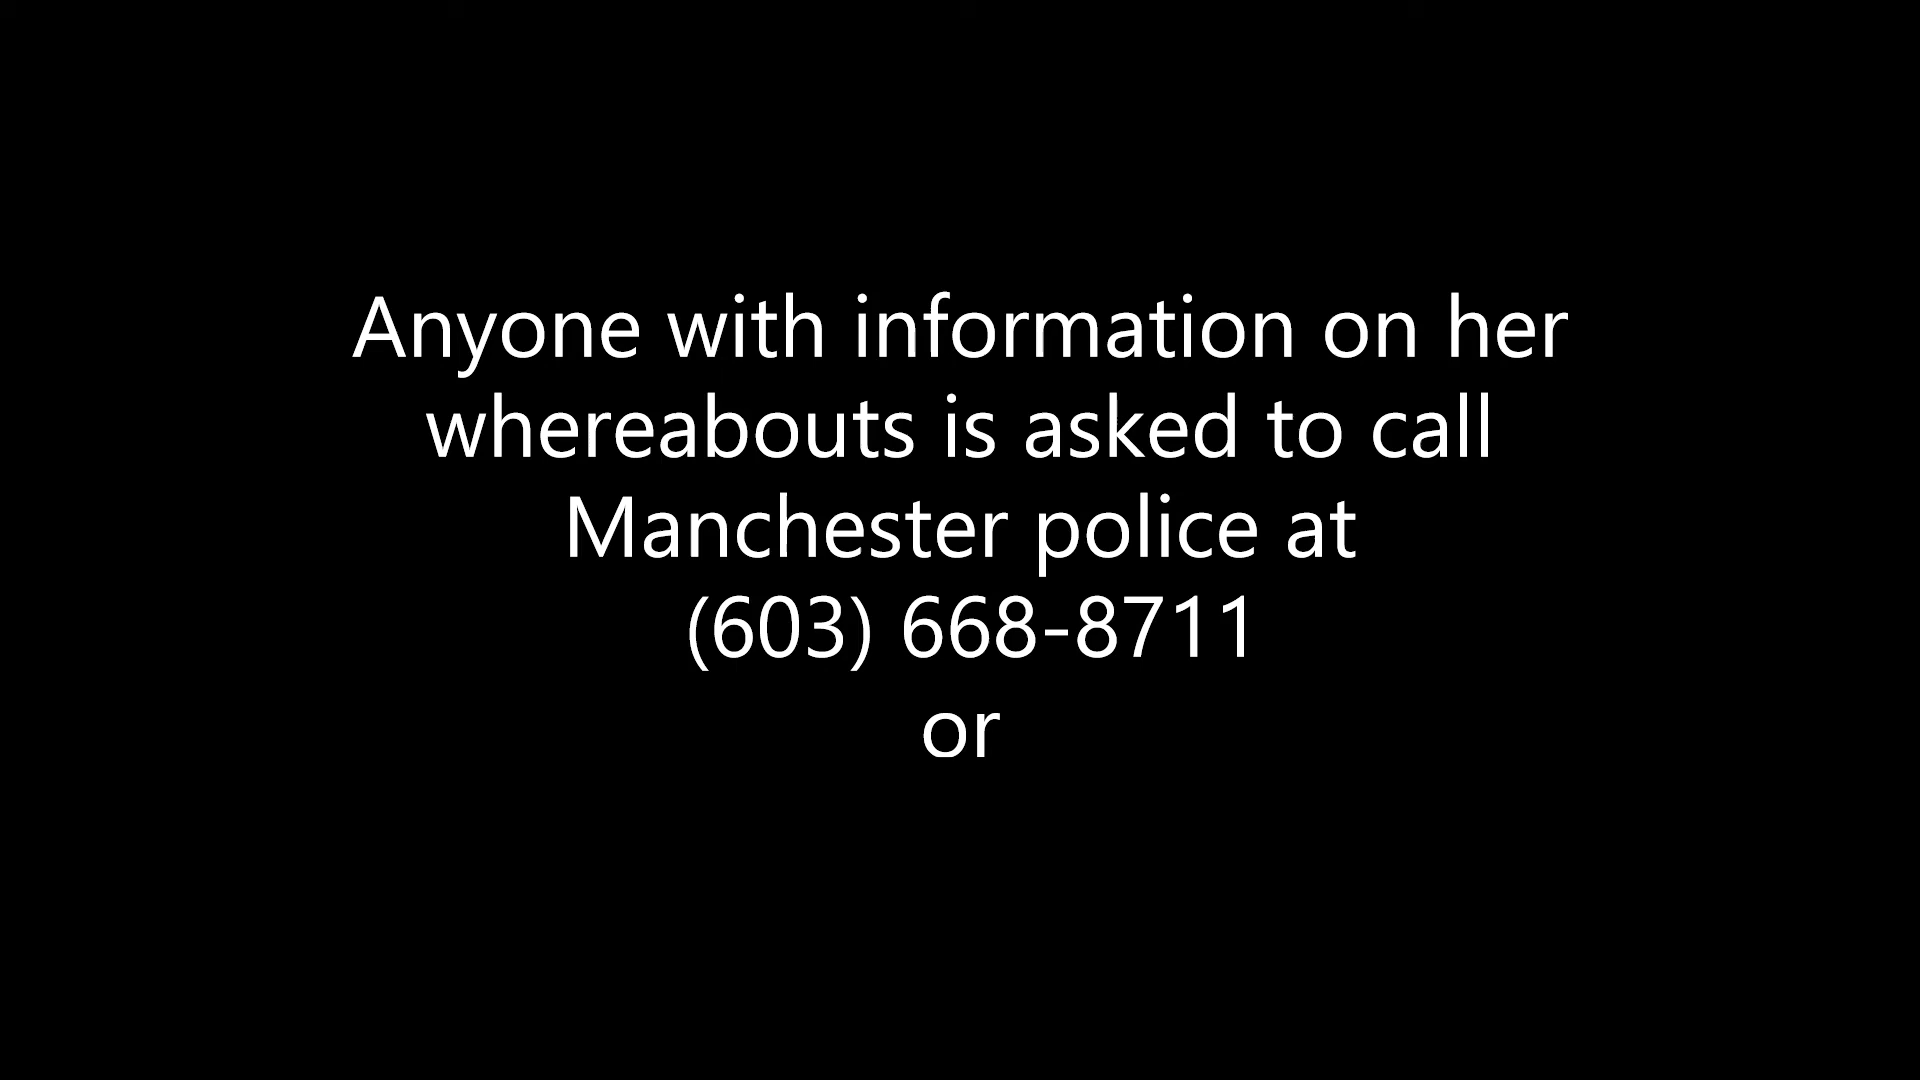 Anyone with information on her
whereabouts is asked to call
Manchester police at
(603) 668-8711
or